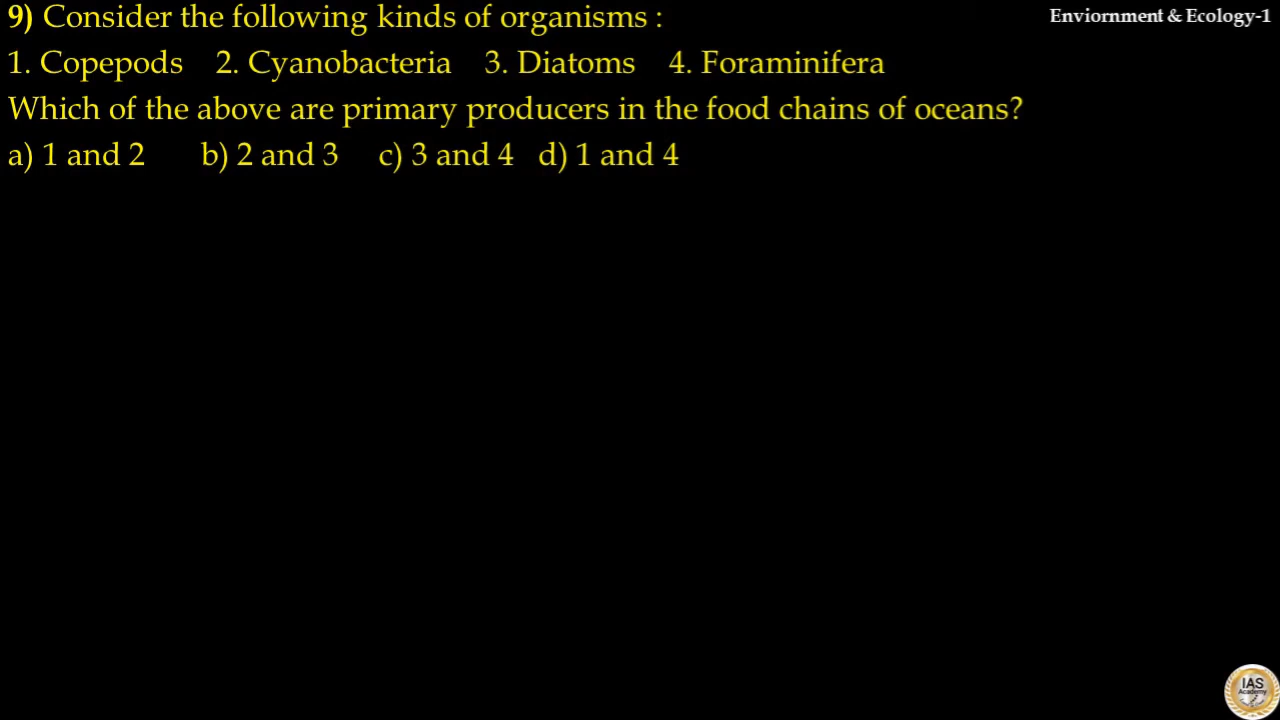 9) Consider the following kinds of organisms :
Enviornment & Ecology-1
1. Copepods 2. Cyanobacteria 3. Diatoms 4. Foraminifera
Which of the above are primary producers in the food chains of oceans?
a) 1 and 2 b) 2 and 3 c) 3 and 4 d) 1 and 4
IAS
Academy